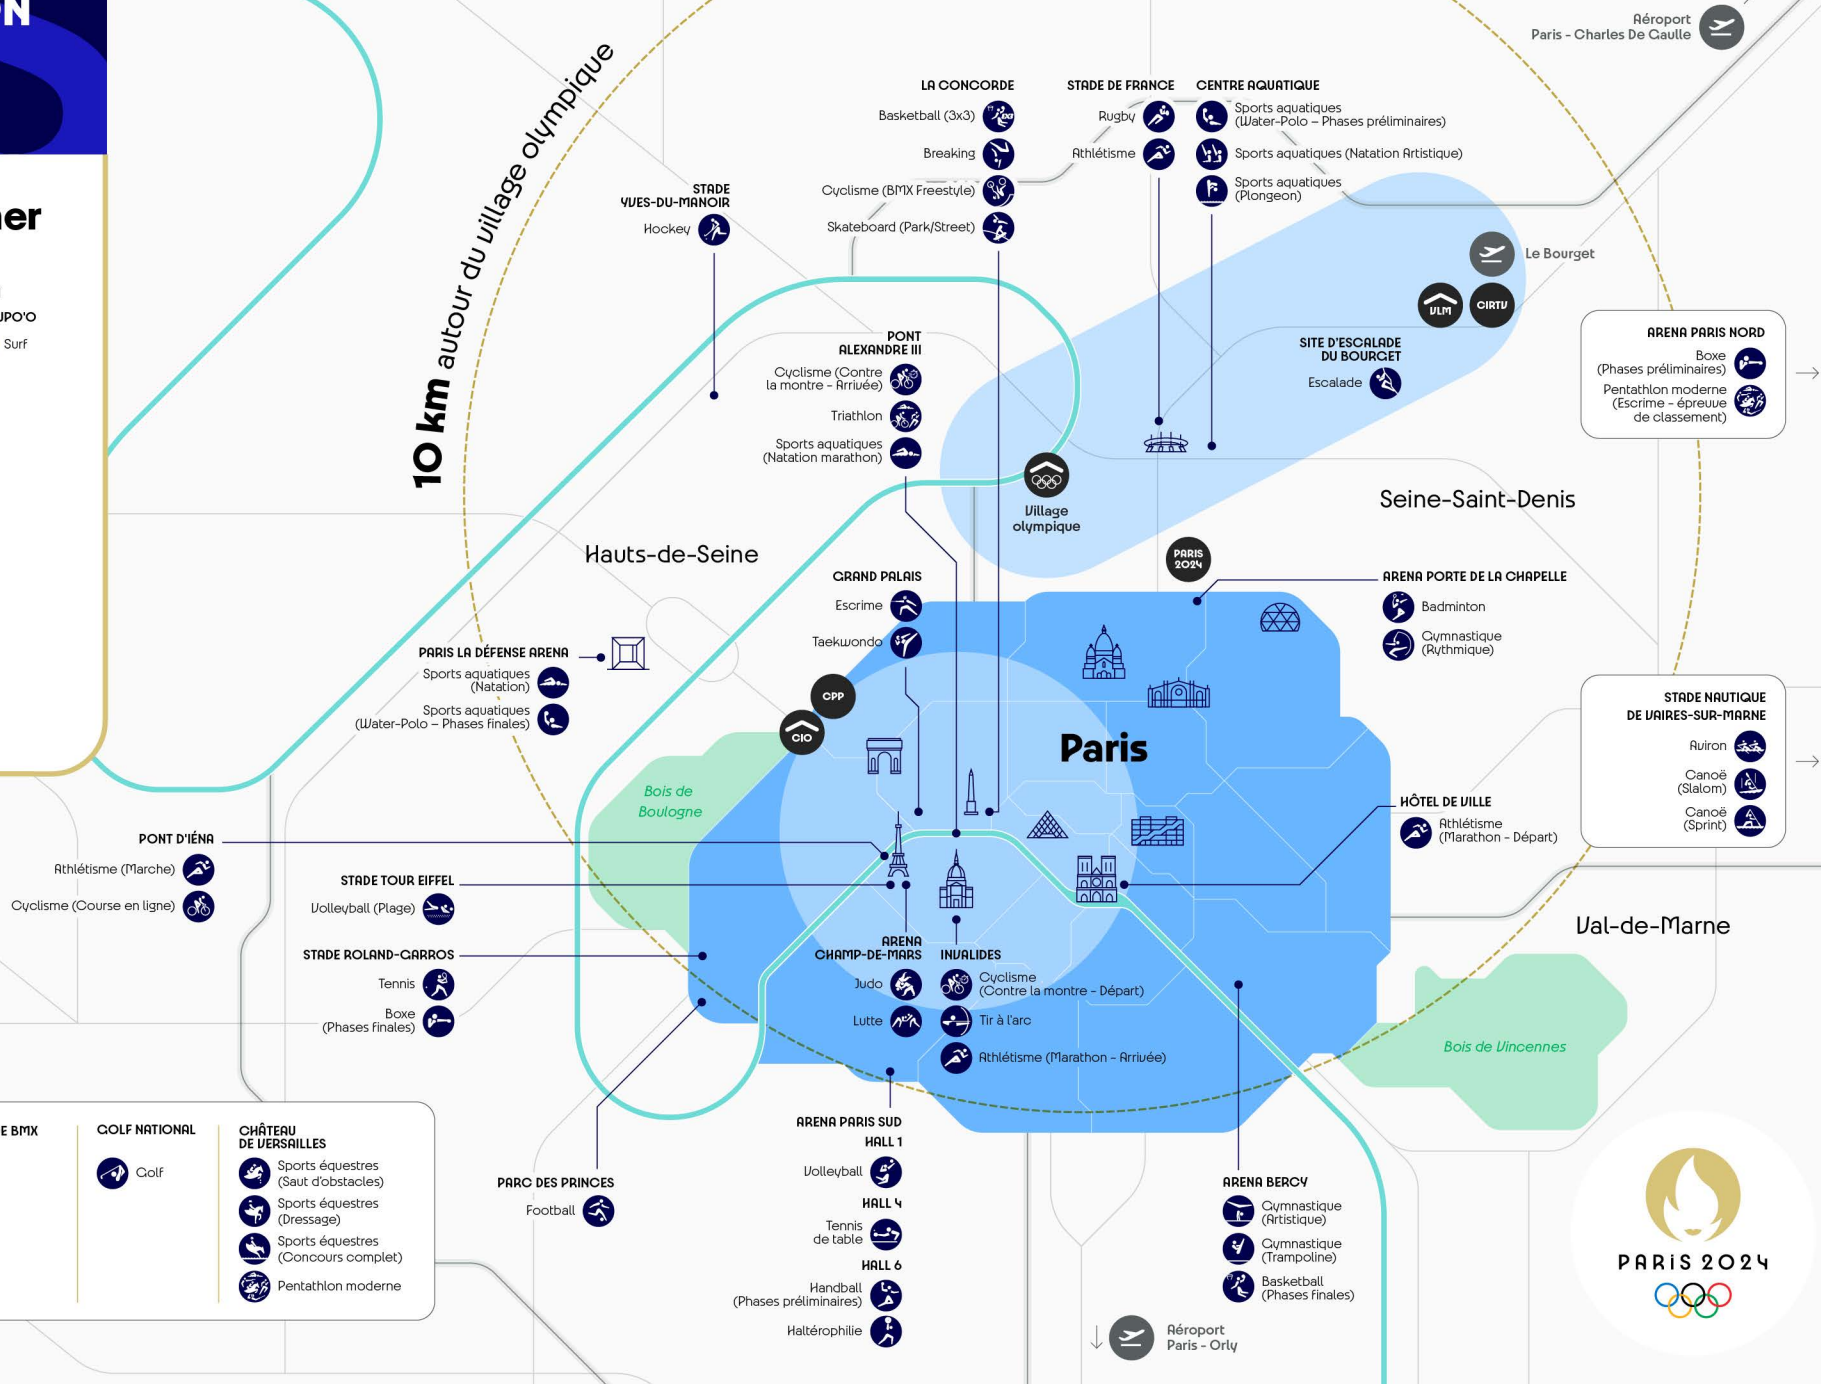 ON
ner
UPO'O
Surf
10 km autour du village olympique
Aéroport
Paris - Charles De Gaulle
LA CONCORDE
Basketball (3x3)
Breaking
Cyclisme (BMX Freestyle)
Skateboard (Park/Street)
STADE DE FRANCE
Rugby
Athlétisme
CENTRE AQUATIQUE
Sports aquatiques
(Water-Polo – Phases préliminaires)
Sports aquatiques (Natation Artistique)
Sports aquatiques
(Plongeon)
STADE
YVES-DU-MANOIR
Hockey
Le Bourget
VLM
CIRTV
SITE D'ESCALADE
DU BOURGET
Escalade
ARENA PARIS NORD
Boxe
(Phases préliminaires)
Pentathlon moderne
(Escrime - épreuve
de classement)
PONT
ALEXANDRE III
Cyclisme (Contre
la montre - Arrivée)
Triathlon
Sports aquatiques
(Natation marathon)
Village
olympique
Seine-Saint-Denis
Hauts-de-Seine
PARIS
2024
GRAND PALAIS
Escrime
Taekwondo
ARENA PORTE DE LA CHAPELLE
Badminton
Gymnastique
(Rythmique)
PARIS LA DÉFENSE ARENA
Sports aquatiques
(Natation)
Sports aquatiques
(Water-Polo – Phases finales)
CPP
CIO
Paris
STADE NAUTIQUE
DE VAIRES-SUR-MARNE
Aviron
Canoë
(Slalom)
Canoë
(Sprint)
Bois de
Boulogne
HÔTEL DE VILLE
Athlétisme
(Marathon - Départ)
PONT D'IÉNA
Athlétisme (Marche)
Cyclisme (Course en ligne)
STADE TOUR EIFFEL
Volleyball (Plage)
STADE ROLAND-GARROS
Tennis
Boxe
(Phases finales)
ARENA
CHAMP-DE-MARS
Judo
Lutte
INVALIDES
Cyclisme
(Contre la montre - Départ)
Tir à l'arc
Athlétisme (Marathon - Arrivée)
Val-de-Marne
Bois de Vincennes
E BMX
GOLF NATIONAL
Golf
CHÂTEAU
DE VERSAILLES
Sports équestres
(Saut d'obstacles)
Sports équestres
(Dressage)
Sports équestres
(Concours complet)
Pentathlon moderne
PARC DES PRINCES
Football
ARENA PARIS SUD
HALL 1
Volleyball
HALL 4
Tennis
de table
HALL 6
Handball
(Phases préliminaires)
Haltérophilie
ARENA BERCY
Gymnastique
(Artistique)
Gymnastique
(Trampoline)
Basketball
(Phases finales)
Aéroport
Paris - Orly
PARIS 2024